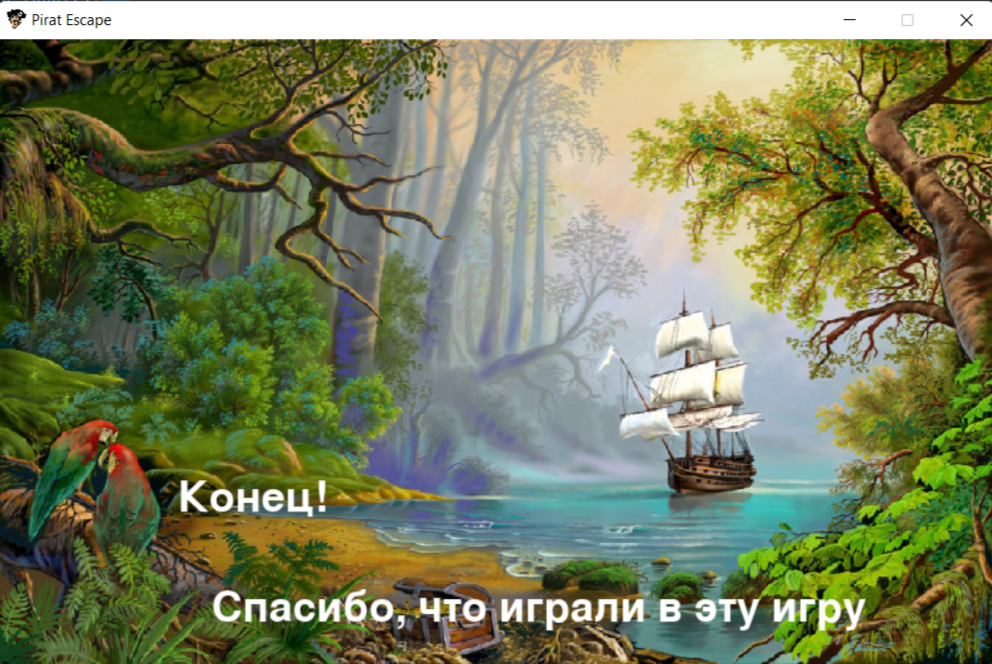 Pirat Escape
Конец!
Спасибо, что играли в эту игру